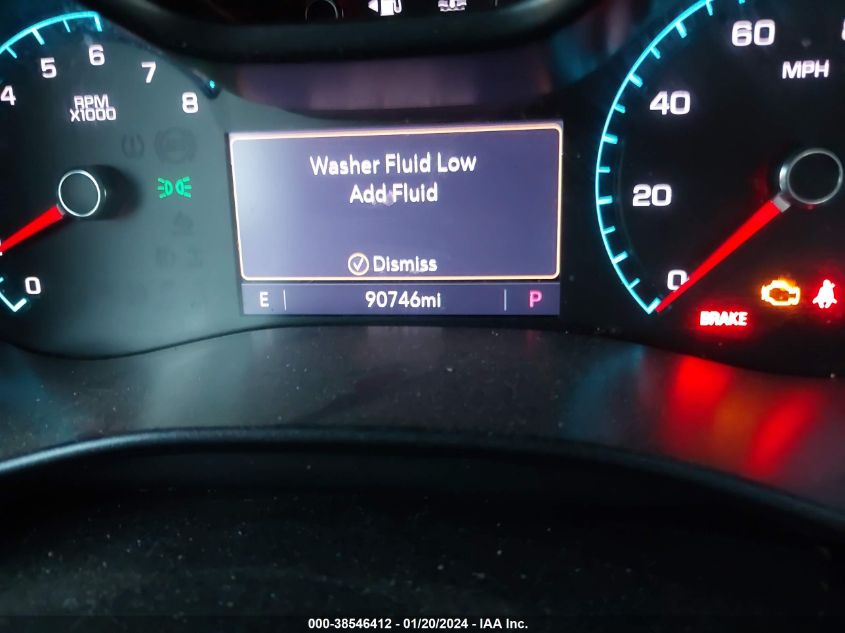 4 5 6 7 8
RPM
X1000
0
Washer Fluid Low
Add Fluid
Dismiss
E 90746mi P
60
MPH
40
20
0
BRAKE
000-38546412 - 01/20/2024 - IAA Inc.